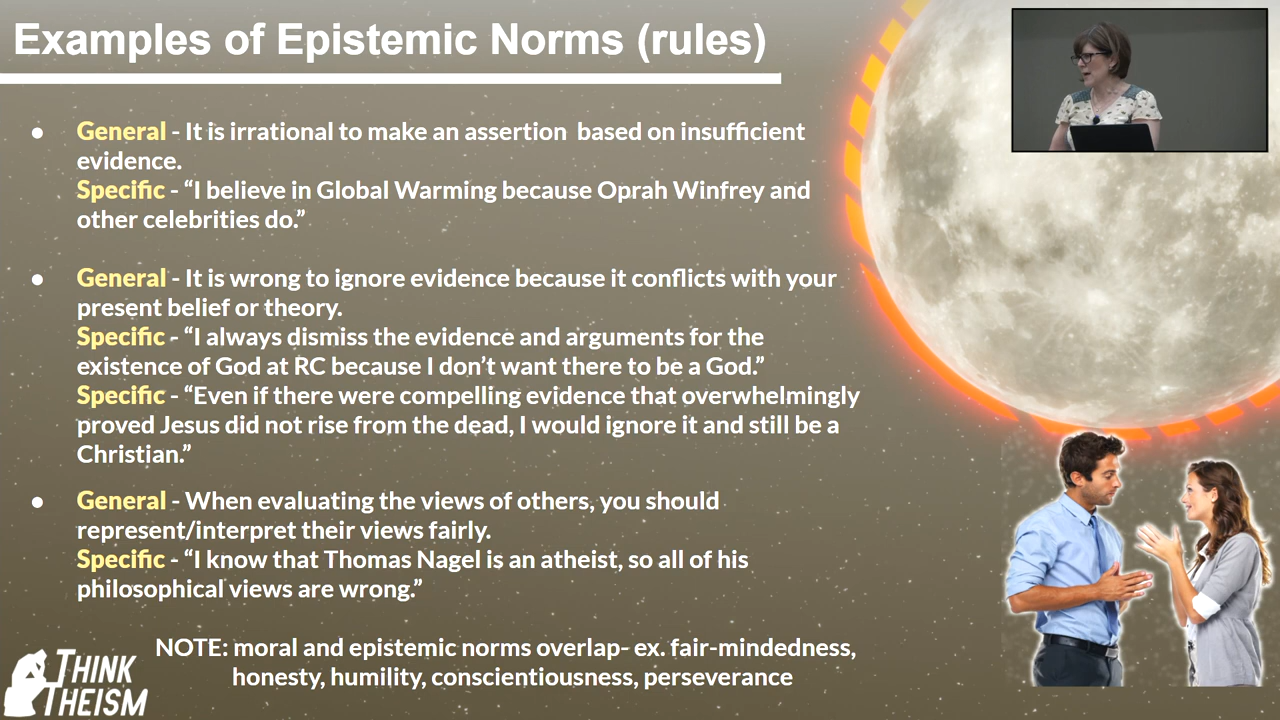 Examples of Epistemic Norms (rules)
● General - It is irrational to make an assertion  based on insufficient
evidence.
Specific - “I believe in Global Warming because Oprah Winfrey and
other celebrities do.”
● General - It is wrong to ignore evidence because it conflicts with your
present belief or theory.
Specific - “I always dismiss the evidence and arguments for the
existence of God at RC because I don’t want there to be a God.”
Specific - “Even if there were compelling evidence that overwhelmingly
proved Jesus did not rise from the dead, I would ignore it and still be a
Christian.”
● General - When evaluating the views of others, you should
represent/interpret their views fairly.
Specific - “I know that Thomas Nagel is an atheist, so all of his
philosophical views are wrong.”
NOTE: moral and epistemic norms overlap- ex. fair-mindedness,
honesty, humility, conscientiousness, perseverance
THINK
THEISM